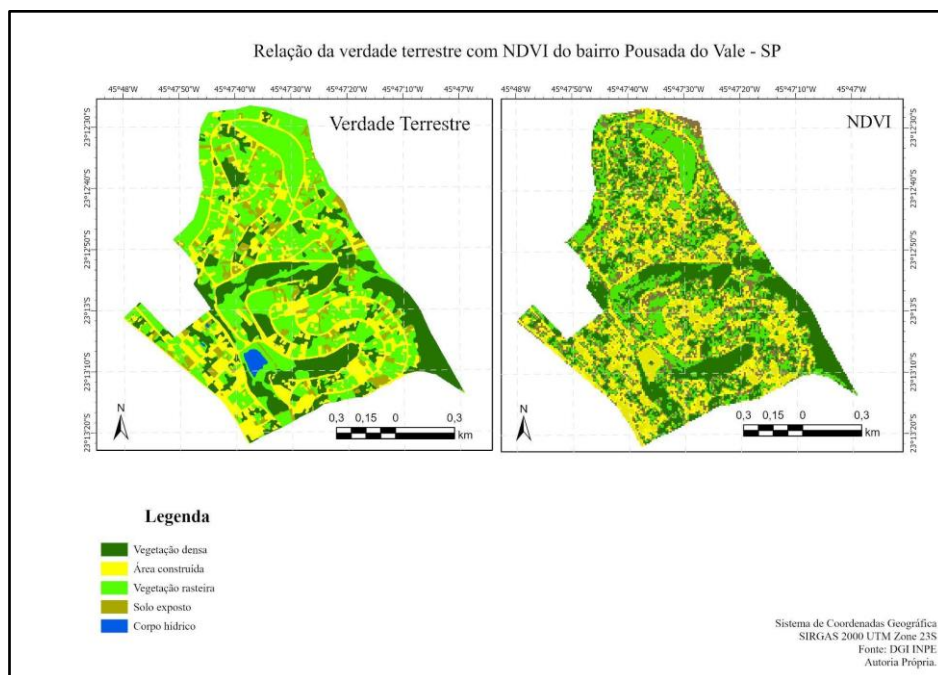 Relação da verdade terrestre com NDVI do bairro Pousada do Vale - SP
45°48'W 45°47'50"W 45°47'40"W 45°47'30"W 45°47'20"W 45°47'10"W 45°47'W
45°48'W 45°47'50"W 45°47'40"W 45°47'30"W 45°47'20"W 45°47'10"W 45°47'W
Verdade Terrestre
NDVI
23°12'30"S
23°12'40"S
23°12'50"S
23°13'S
23°13'10"S
23°13'20"S
23°12'30"S
23°12'40"S
23°12'50"S
23°13'S
23°13'10"S
23°13'20"S
N
0,3 0,15 0 0,3
km
N
0,3 0,15 0 0,3
km
Legenda
Vegetação densa
Área construída
Vegetação rasteira
Solo exposto
Corpo hídrico
Sistema de Coordenadas Geográfica
SIRGAS 2000 UTM Zone 23S
Fonte: DGI INPE
Autoria Própria.